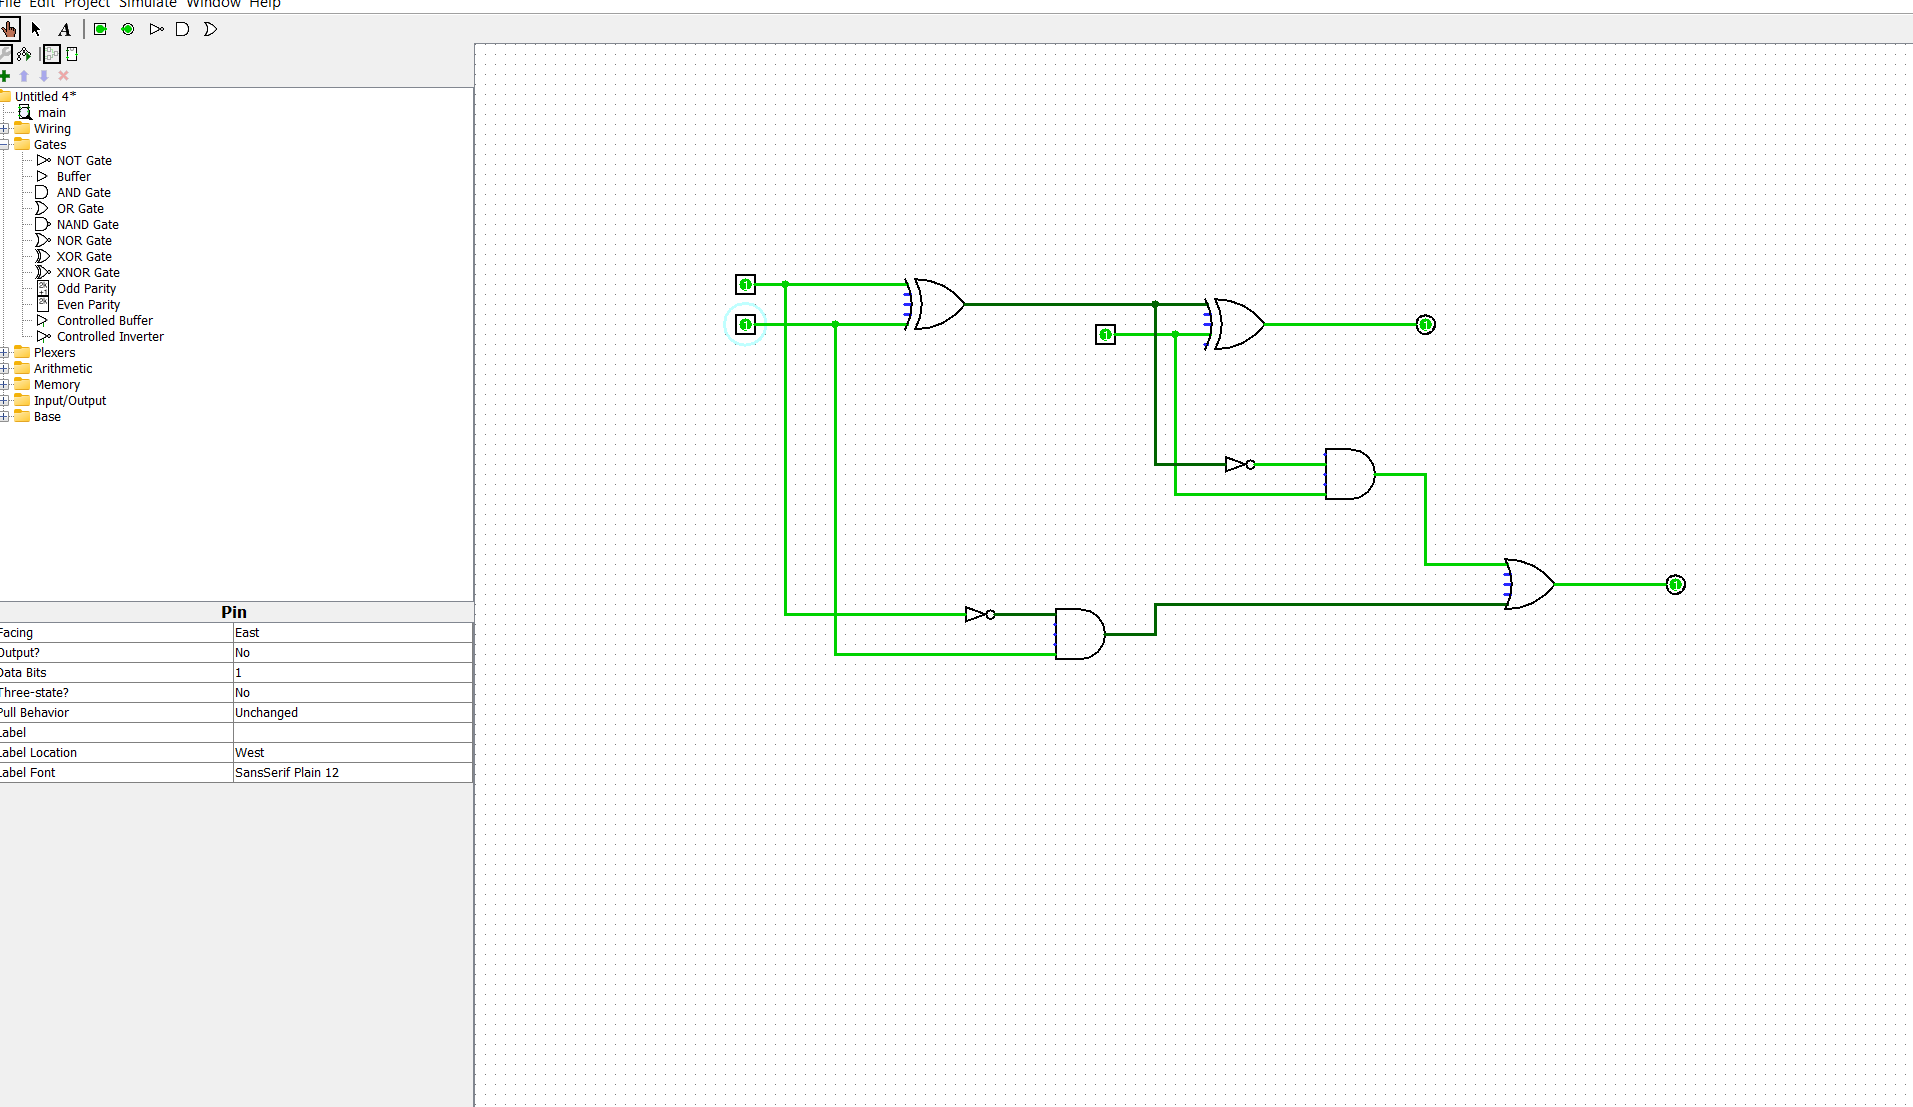 File Edit Project Simulate Window Help
A
Untitled 4*
main
Wiring
Gates
NOT Gate
Buffer
AND Gate
OR Gate
NAND Gate
NOR Gate
XOR Gate
XNOR Gate
Odd Parity
Even Parity
Controlled Buffer
Controlled Inverter
Plexers
Arithmetic
Memory
Input/Output
Base
1
1
1
1
1
Pin
Facing East
Output? No
Data Bits 1
Three-state? No
Pull Behavior Unchanged
Label
Label Location West
Label Font SansSerif Plain 12